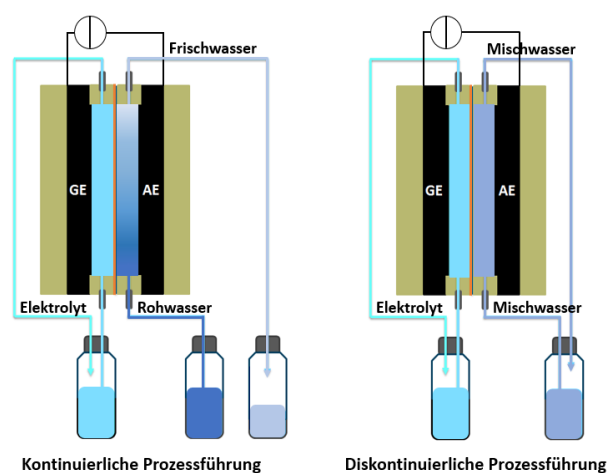 Frischwasser
GE
AE
Elektrolyt
Rohwasser
Kontinuierliche Prozessführung
Mischwasser
GE
AE
Elektrolyt
Mischwasser
Diskontinuierliche Prozessführung